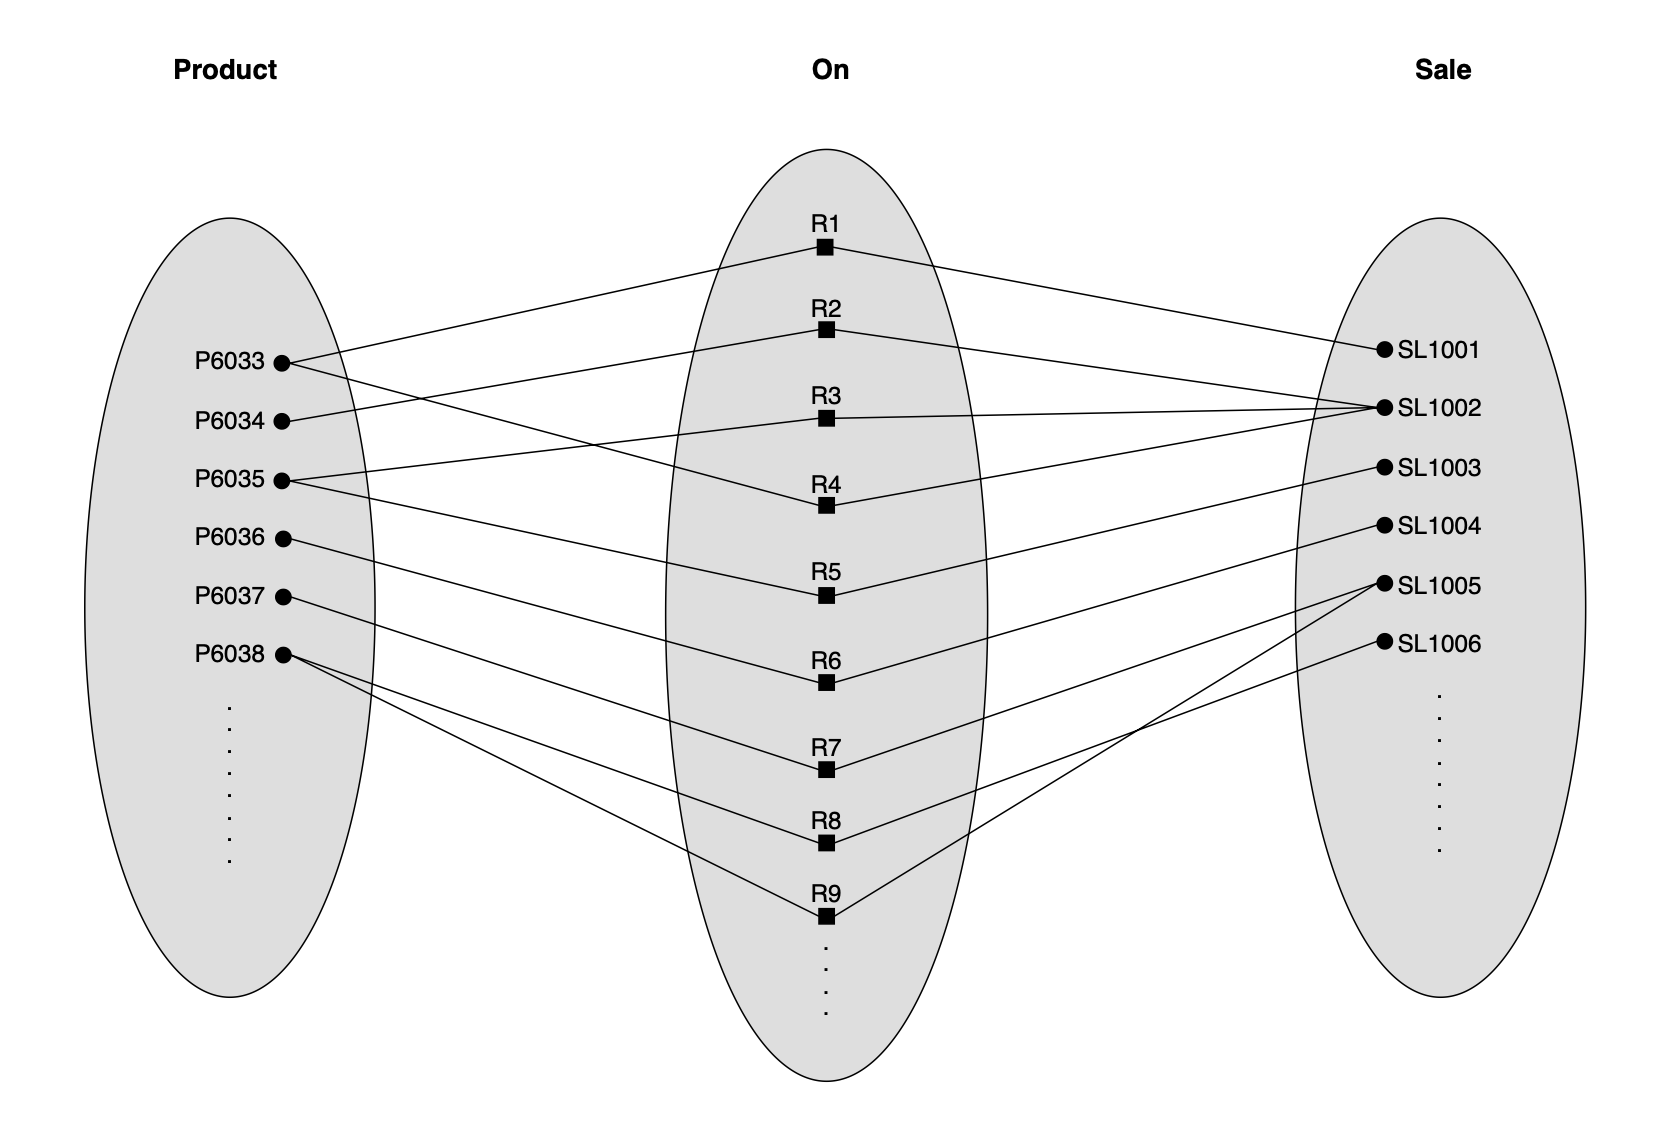 Product
On
Sale
R1
R2
R3
R4
R5
R6
R7
R8
R9
P6033
P6034
P6035
P6036
P6037
P6038
SL1001
SL1002
SL1003
SL1004
SL1005
SL1006